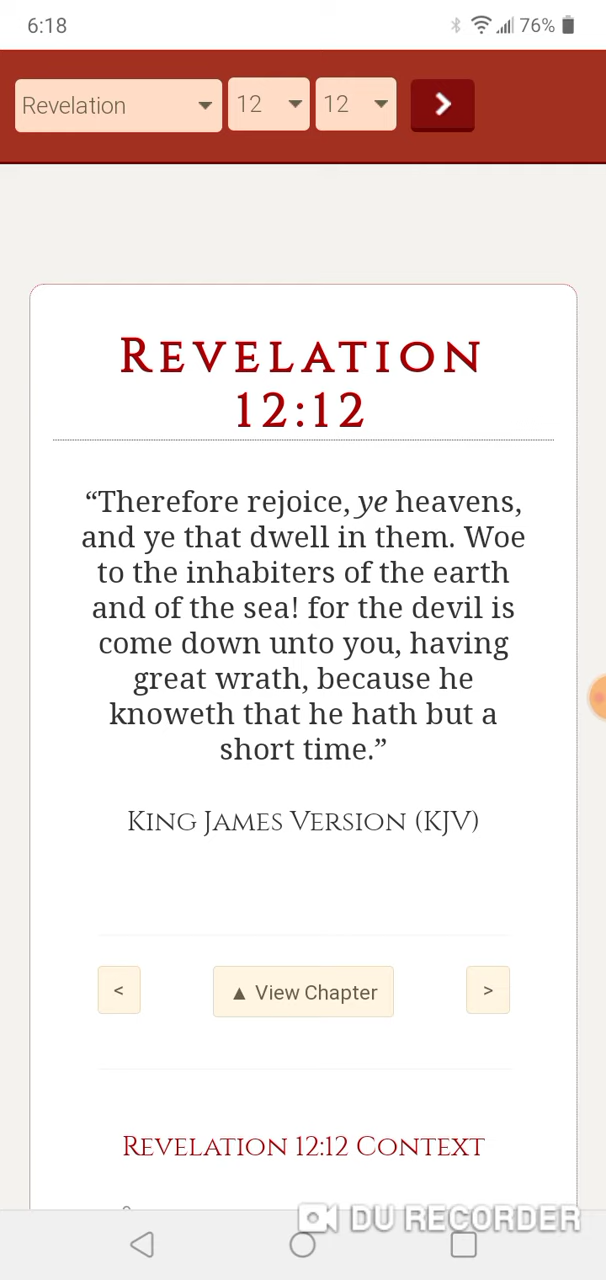 6:18
76%
Revelation 12 12
REVELATION
12:12
“Therefore rejoice, ye heavens,
and ye that dwell in them. Woe
to the inhabiters of the earth
and of the sea! for the devil is
come down unto you, having
great wrath, because he
knoweth that he hath but a
short time.”
KING JAMES VERSION (KJV)
< ▲ View Chapter >
REVELATION 12:12 CONTEXT
DU RECORDER